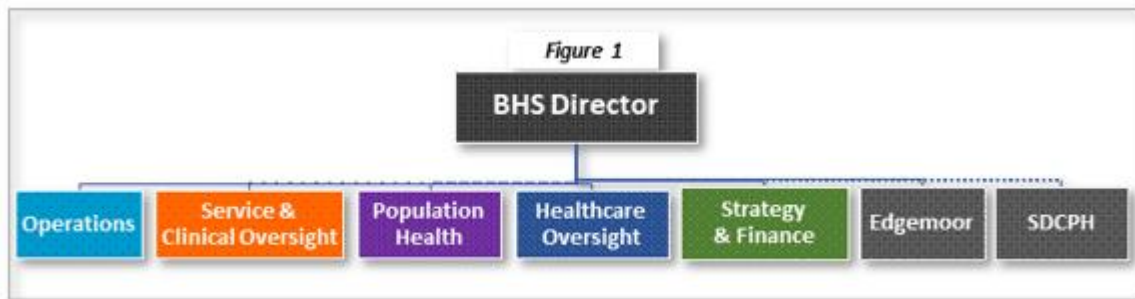 Figure 1
BHS Director
Operations
Service &
Clinical Oversight
Population
Health
Healthcare
Oversight
Strategy
& Finance
Edgemoor
SDCPH